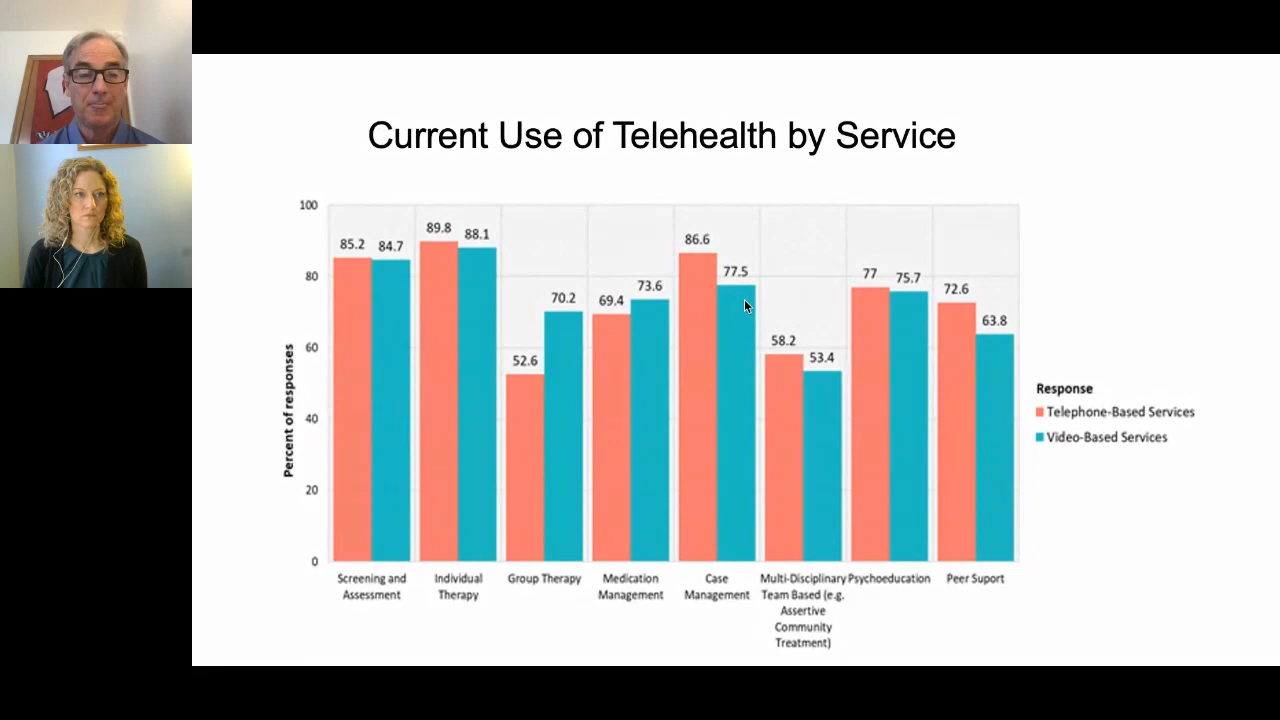 Current Use of Telehealth by Service
100
80
60
40
20
0
Percent of responses
85.2 84.7
89.8 88.1
52.6 70.2
69.4 73.6
86.6 77.5
58.2 53.4
77 75.7
72.6 63.8
Screening and
Assessment
Individual
Therapy
Group Therapy
Medication
Management
Case
Management
Multi-Disciplinary
Team Based (e.g.
Assertive
Community
Treatment)
Psychoeducation
Peer Suport
Response
Telephone-Based Services
Video-Based Services